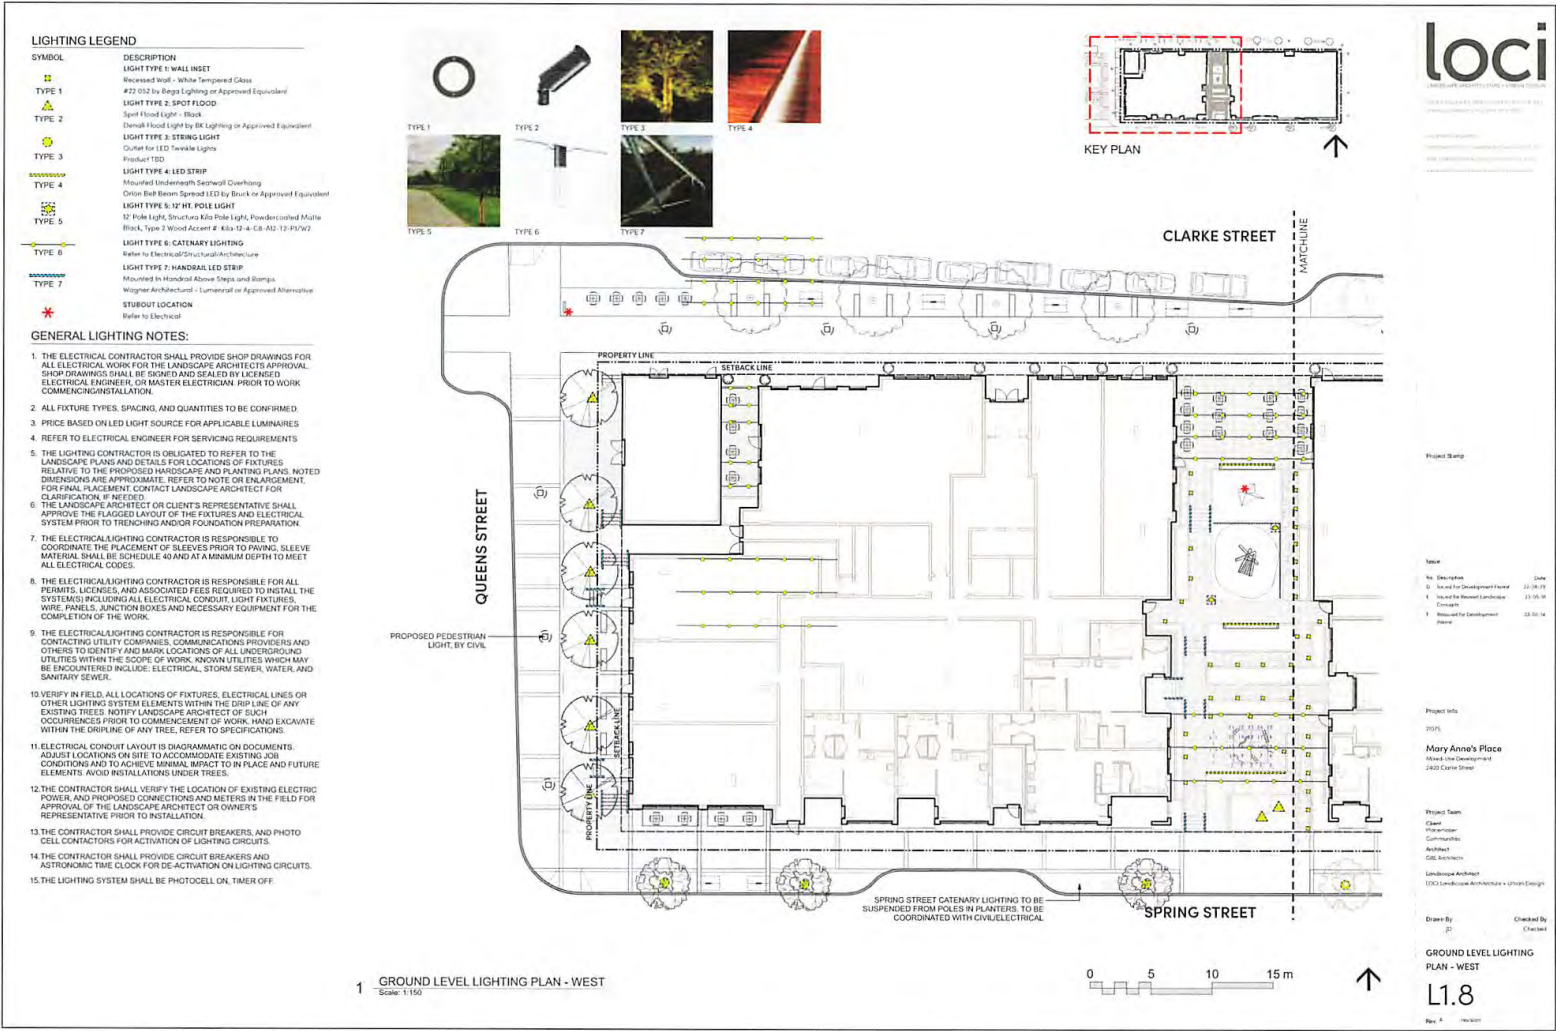 LIGHTING LEGEND
SYMBOL
DESCRIPTION
LIGHT TYPE 1: WALL INSET
Recessed Wall - White Tempered Glass
#22 052 by Bega Lighting or Approved Equivalent
TYPE 1
LIGHT TYPE 2: SPOT FLOOD
Spot Flood Light - Black
Denali Flood Light by BK Lighting or Approved Equivalent
TYPE 2
LIGHT TYPE 3: STRING LIGHT
Outlet for LED Twinkle Lights
Product TBD
TYPE 3
LIGHT TYPE 4: LED STRIP
Mounted Underneath Seatwall Overhang
Orion Belt Beam Spread LED by Bruck or Approved Equivalent
TYPE 4
LIGHT TYPE 5: 12' HT. POLE LIGHT
12' Pole Light, Structura Kila Pole Light, Powdercoated Matte
Black, Type 2 Wood Accent
TYPE 5
LIGHT TYPE 6: CATENARY LIGHTING
Refer to Electrical/Structural/Architecture
TYPE 6
LIGHT TYPE 7: HANDRAIL LED STRIP
Mounted In Handrail Above Steps and Ramps
Wagner Architectural - Lumenrail or Approved Alternative
TYPE 7
STUBOUT LOCATION
Refer to Electrical
GENERAL LIGHTING NOTES:
1. THE ELECTRICAL CONTRACTOR SHALL PROVIDE SHOP DRAWINGS FOR
ALL ELECTRICAL WORK FOR THE LANDSCAPE ARCHITECTS APPROVAL.
SHOP DRAWINGS SHALL BE SIGNED AND SEALED BY LICENSED
ELECTRICAL ENGINEER, OR MASTER ELECTRICIAN PRIOR TO WORK
COMMENCING/INSTALLATION.
2. ALL FIXTURE TYPES, SPACING, AND QUANTITIES TO BE CONFIRMED.
3. PRICE BASED ON LED LIGHT SOURCE FOR APPLICABLE LUMINAIRES
4. REFER TO ELECTRICAL ENGINEER FOR SERVICING REQUIREMENTS
5. THE LIGHTING CONTRACTOR IS OBLIGATED TO REFER TO THE
LANDSCAPE PLANS AND DETAILS FOR LOCATIONS OF FIXTURES
RELATIVE TO THE PROPOSED HARDSCAPE AND PLANTING PLANS. NOTED
DIMENSIONS ARE APPROXIMATE. REFER TO NOTE OR ENLARGEMENT,
FOR FINAL PLACEMENT. CONTACT LANDSCAPE ARCHITECT FOR
CLARIFICATION, IF NEEDED.
6. THE LANDSCAPE ARCHITECT OR CLIENT'S REPRESENTATIVE SHALL
APPROVE THE FLAGGED LAYOUT OF THE FIXTURES AND ELECTRICAL
SYSTEM PRIOR TO TRENCHING AND/OR FOUNDATION PREPARATION.
7. THE ELECTRICAL/LIGHTING CONTRACTOR IS RESPONSIBLE TO
COORDINATE THE PLACEMENT OF SLEEVES PRIOR TO PAVING, SLEEVE
MATERIAL SHALL BE SCHEDULE 40 AND AT A MINIMUM DEPTH TO MEET
ALL ELECTRICAL CODES.
8. THE ELECTRICAL/LIGHTING CONTRACTOR IS RESPONSIBLE FOR ALL
PERMITS, LICENSES, AND ASSOCIATED FEES REQUIRED TO INSTALL THE
SYSTEM(S) INCLUDING ALL ELECTRICAL CONDUIT, LIGHT FIXTURES,
WIRE, PANELS, JUNCTION BOXES AND NECESSARY EQUIPMENT FOR THE
COMPLETION OF THE WORK.
9. THE ELECTRICAL/LIGHTING CONTRACTOR IS RESPONSIBLE FOR
CONTACTING UTILITY COMPANIES, COMMUNICATIONS PROVIDERS AND
OTHERS TO IDENTIFY AND MARK LOCATIONS OF ALL UNDERGROUND
UTILITIES WITHIN THE SCOPE OF WORK. KNOWN UTILITIES WHICH MAY
BE ENCOUNTERED INCLUDE: ELECTRICAL, STORM SEWER, WATER, AND
SANITARY SEWER.
10. VERIFY IN FIELD, ALL LOCATIONS OF FIXTURES, ELECTRICAL LINES OR
OTHER LIGHTING SYSTEM ELEMENTS WITHIN THE DRIP LINE OF ANY
EXISTING TREES. NOTIFY LANDSCAPE ARCHITECT OF SUCH
OCCURRENCES PRIOR TO COMMENCEMENT OF WORK. HAND EXCAVATE
WITHIN THE DRIPLINE OF ANY TREE, REFER TO SPECIFICATIONS.
11. ELECTRICAL CONDUIT LAYOUT IS DIAGRAMMATIC ON DOCUMENTS.
ADJUST LOCATIONS ON SITE TO ACCOMMODATE EXISTING JOB
CONDITIONS AND TO ACHIEVE MINIMAL IMPACT TO IN PLACE AND FUTURE
ELEMENTS. AVOID INSTALLATIONS UNDER TREES.
12. THE CONTRACTOR SHALL VERIFY THE LOCATION OF EXISTING ELECTRIC
POWER, AND PROPOSED CONNECTIONS AND METERS IN THE FIELD FOR
APPROVAL OF THE LANDSCAPE ARCHITECT OR OWNER'S
REPRESENTATIVE PRIOR TO INSTALLATION.
13. THE CONTRACTOR SHALL PROVIDE CIRCUIT BREAKERS, AND PHOTO
CELL CONTACTORS FOR ACTIVATION OF LIGHTING CIRCUITS.
14. THE CONTRACTOR SHALL PROVIDE CIRCUIT BREAKERS AND
ASTRONOMIC TIME CLOCK FOR DE-ACTIVATION ON LIGHTING CIRCUITS.
15. THE LIGHTING SYSTEM SHALL BE PHOTOCELL ON, TIMER OFF.
TYPE 1
TYPE 2
TYPE 3
TYPE 4
TYPE 5
TYPE 6
TYPE 7
KEY PLAN
CLARKE STREET
MATCHLINE
PROPERTY LINE
SETBACK LINE
QUEENS STREET
PROPOSED PEDESTRIAN
LIGHT, BY CIVIL
SETBACK LINE
PROPERTY LINE
SPRING STREET CATENARY LIGHTING TO BE
SUSPENDED FROM POLES IN PLANTERS. TO BE
COORDINATED WITH CIVIL/ELECTRICAL
SPRING STREET
1 GROUND LEVEL LIGHTING PLAN - WEST
Scale: 1:150
0 5 10 15 m
loci
LANDSCAPE ARCHITECTURE + URBAN DESIGN
Project Stamp
Issue
No. Description Date
Project Info
Mary Anne's Place
Mixed-Use Development
2420 Clarke Street
Project Team
Client
Placemaker
Communities
Architect
GBL Architects
Landscape Architect
LOCI Landscape Architecture + Urban Design
Drawn By Checked By
JD Checked
GROUND LEVEL LIGHTING
PLAN - WEST
L1.8
Rev. #